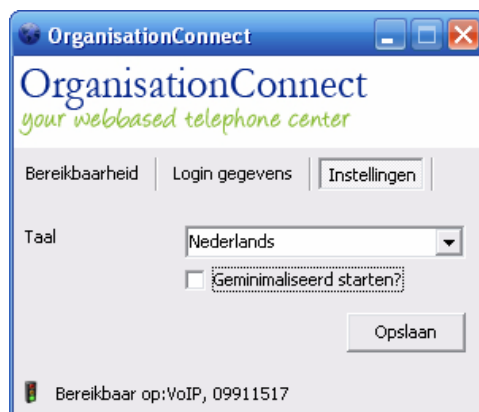 OrganisationConnect
OrganisationConnect
your webbased telephone center
Bereikbaarheid Login gegevens Instellingen
Taal Nederlands
Geminimaliseerd starten?
Opslaan
Bereikbaar op:VoIP, 09911517